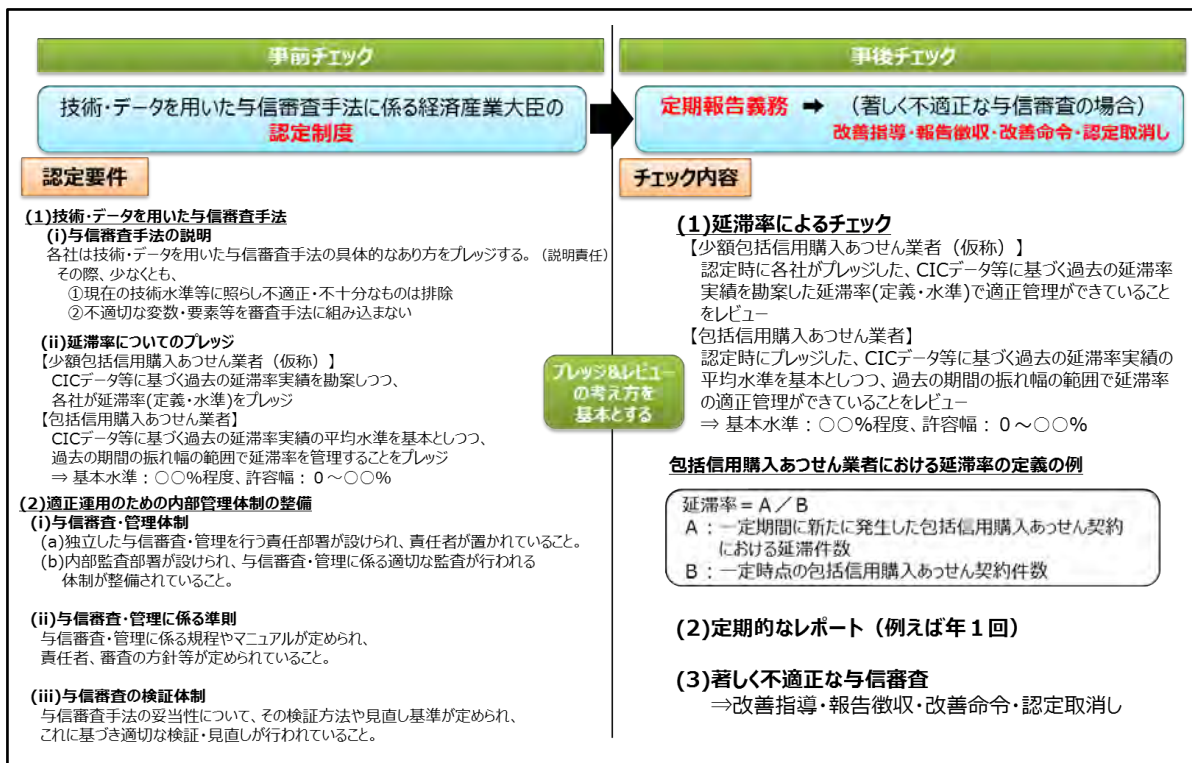 事前チェック
技術・データを用いた与信審査手法に係る経済産業大臣の
認定制度
認定要件
(1)技術・データを用いた与信審査手法
(i)与信審査手法の説明
各社は技術・データを用いた与信審査手法の具体的なあり方をプレッジする。（説明責任）
その際、少なくとも、
①現在の技術水準等に照らし不適正・不十分なものは排除
②不適切な変数・要素等を審査手法に組み込まない
(ii)延滞率についてのプレッジ
【少額包括信用購入あつせん業者（仮称）】
CICデータ等に基づく過去の延滞率実績を勘案しつつ、
各社が延滞率(定義・水準)をプレッジ
【包括信用購入あつせん業者】
CICデータ等に基づく過去の延滞率実績の平均水準を基本としつつ、
過去の期間の振れ幅の範囲で延滞率を管理することをプレッジ
⇒ 基本水準：○○%程度、許容幅：０～○○%
(2)適正運用のための内部管理体制の整備
(i)与信審査・管理体制
(a)独立した与信審査・管理を行う責任部署が設けられ、責任者が置かれていること。
(b)内部監査部署が設けられ、与信審査・管理に係る適切な監査が行われる
体制が整備されていること。
(ii)与信審査・管理に係る準則
与信審査・管理に係る規程やマニュアルが定められ、
責任者、審査の方針等が定められていること。
(iii)与信審査の検証体制
与信審査手法の妥当性について、その検証方法や見直し基準が定められ、
これに基づき適切な検証・見直しが行われていること。
プレッジ&レビュー
の考え方を
基本とする
事後チェック
定期報告義務 ➡ （著しく不適正な与信審査の場合）
改善指導・報告徴収・改善命令・認定取消し
チェック内容
(1)延滞率によるチェック
【少額包括信用購入あつせん業者（仮称）】
認定時に各社がプレッジした、CICデータ等に基づく過去の延滞率
実績を勘案した延滞率(定義・水準)で適正管理ができていること
をレビュー
【包括信用購入あつせん業者】
認定時にプレッジした、CICデータ等に基づく過去の延滞率実績の
平均水準を基本としつつ、過去の期間の振れ幅の範囲で延滞率
の適正管理ができていることをレビュー
⇒ 基本水準：○○%程度、許容幅：０～○○%
包括信用購入あつせん業者における延滞率の定義の例
延滞率＝Ａ／Ｂ
Ａ：一定期間に新たに発生した包括信用購入あっせん契約
における延滞件数
Ｂ：一定時点の包括信用購入あっせん契約件数
(2)定期的なレポート（例えば年１回）
(3)著しく不適正な与信審査
⇒改善指導・報告徴収・改善命令・認定取消し